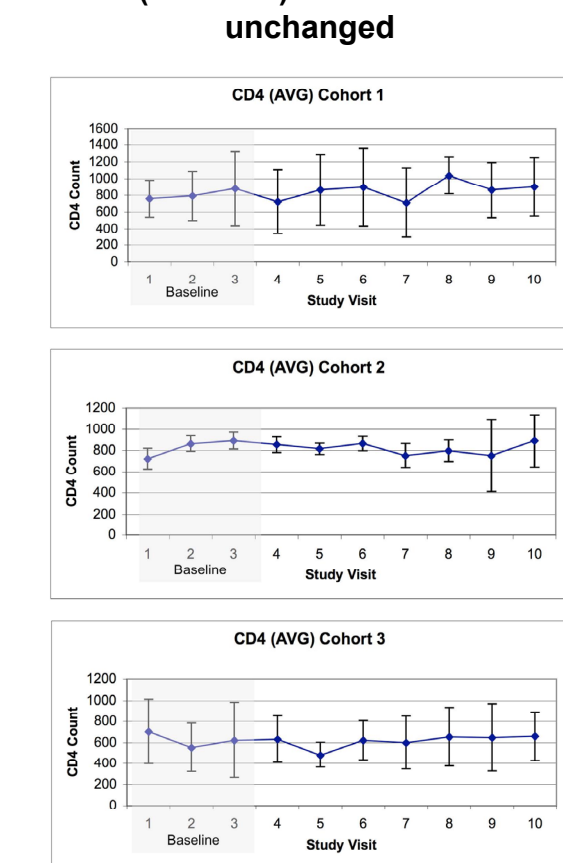 unchanged
CD4 (AVG) Cohort 1
CD4 Count
1600
1400
1200
1000
800
600
400
200
0
1 2 3 4 5 6 7 8 9 10
Baseline
Study Visit
CD4 (AVG) Cohort 2
CD4 Count
1200
1000
800
600
400
200
0
1 2 3 4 5 6 7 8 9 10
Baseline
Study Visit
CD4 (AVG) Cohort 3
CD4 Count
1200
1000
800
600
400
200
0
1 2 3 4 5 6 7 8 9 10
Baseline
Study Visit